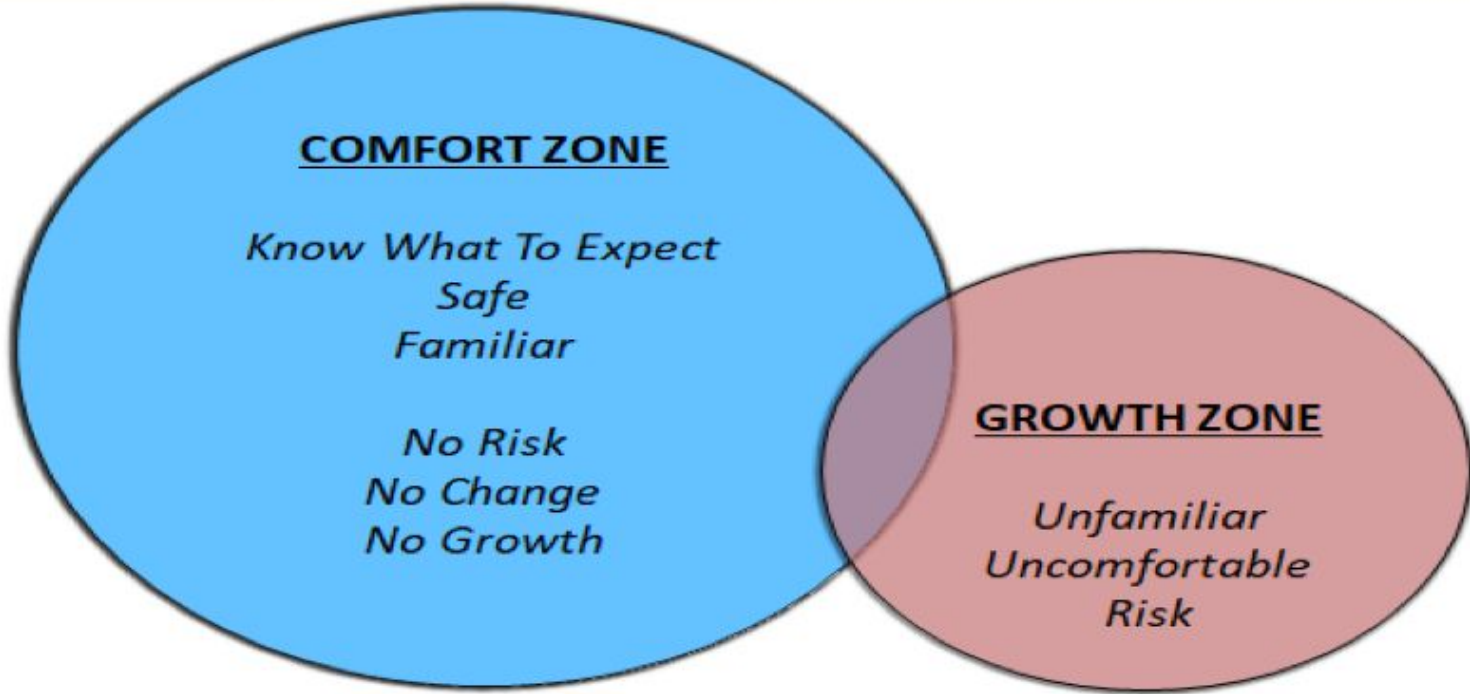 COMFORT ZONE
Know What To Expect
Safe
Familiar
No Risk
No Change
No Growth
GROWTH ZONE
Unfamiliar
Uncomfortable
Risk